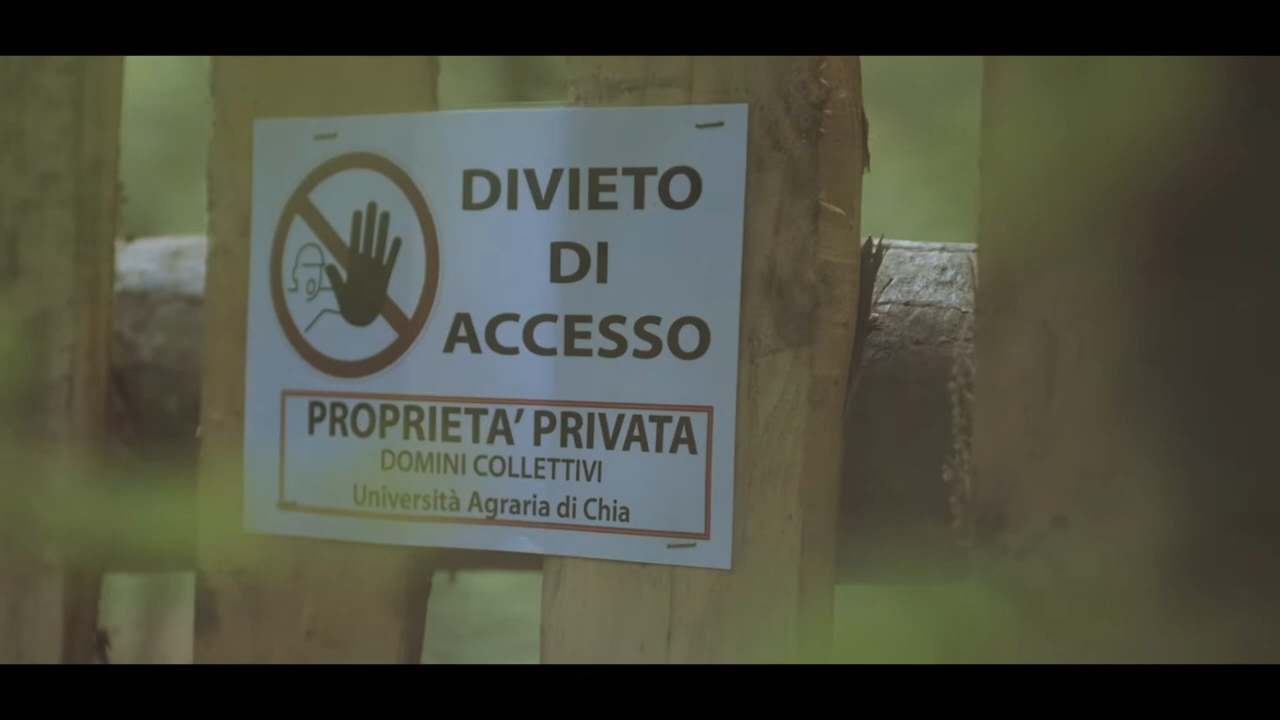 DIVIETO
DI
ACCESSO
PROPRIETA’ PRIVATA
DOMINI COLLETTIVI
Università Agraria di Chia